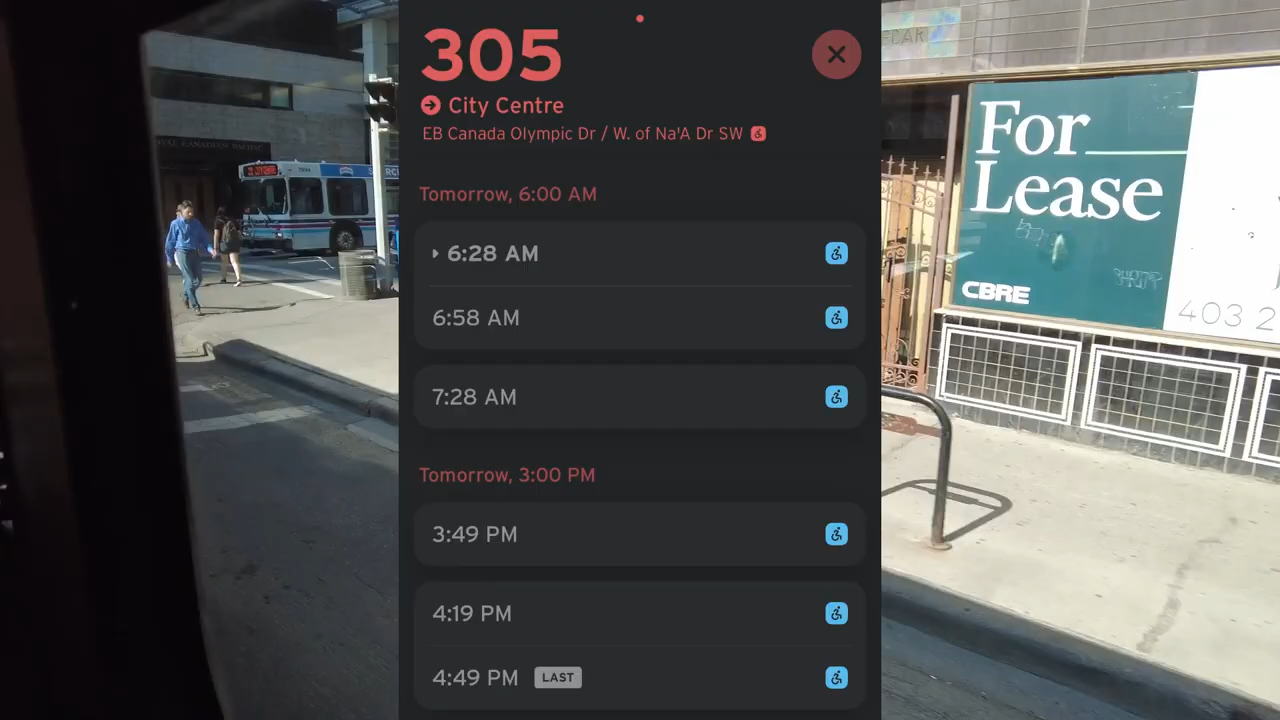 305
City Centre
EB Canada Olympic Dr / W. of Na'A Dr SW
Tomorrow, 6:00 AM
6:28 AM
6:58 AM
7:28 AM
Tomorrow, 3:00 PM
3:49 PM
4:19 PM
4:49 PM LAST
CANADIAN PACIFIC
For
Lease
CBRE
403 2